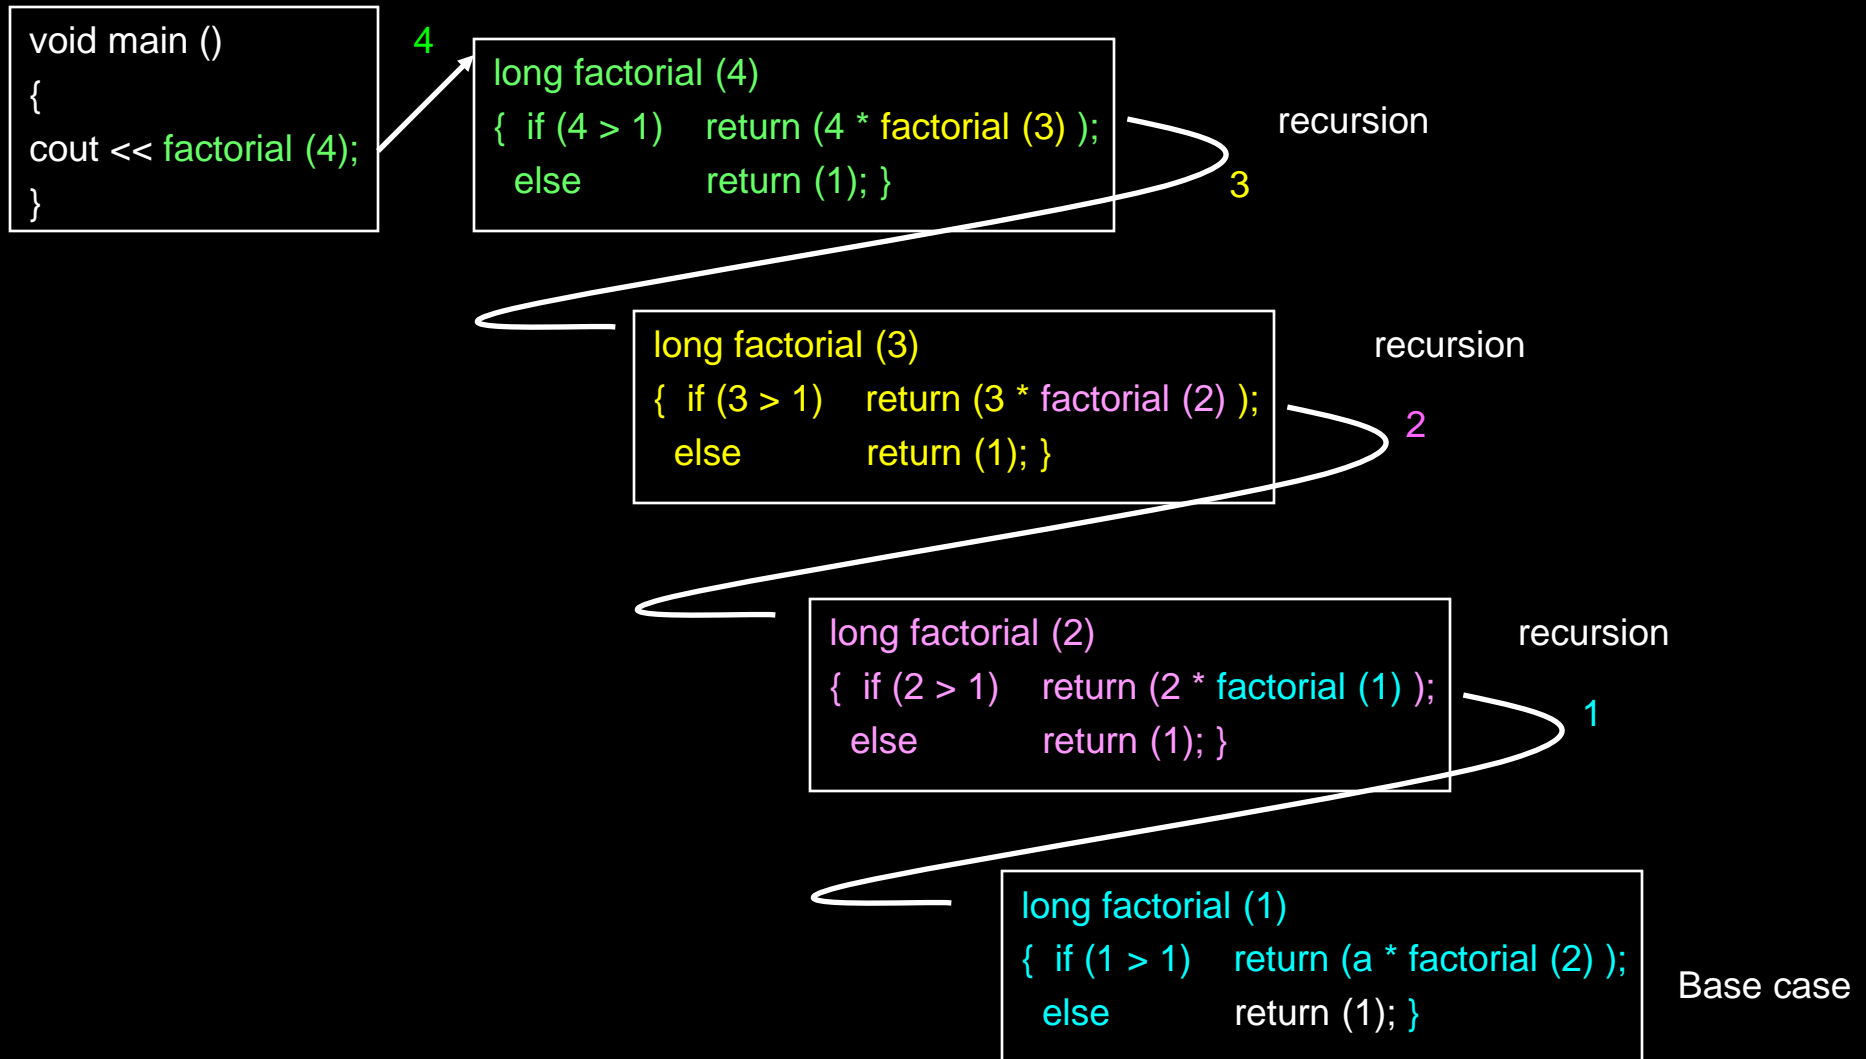 void main ()
{
cout << factorial (4);
}
4
long factorial (4)
{ if (4 > 1) return (4 * factorial (3) );
else return (1); }
recursion
3
long factorial (3)
{ if (3 > 1) return (3 * factorial (2) );
else return (1); }
recursion
2
long factorial (2)
{ if (2 > 1) return (2 * factorial (1) );
else return (1); }
recursion
1
long factorial (1)
{ if (1 > 1) return (a * factorial (2) );
else return (1); }
Base case